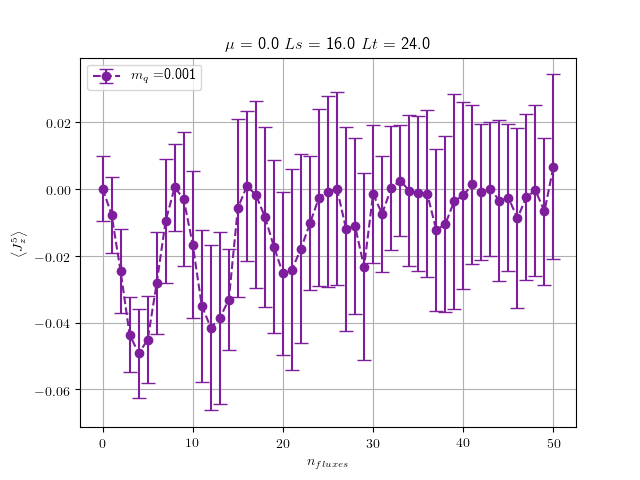 μ = 0.0 Ls = 16.0 Lt = 24.0
m_q =0.001
⟨J_z^5⟩
0.02
0.00
−0.02
−0.04
−0.06
0 10 20 30 40 50
n_fluxes